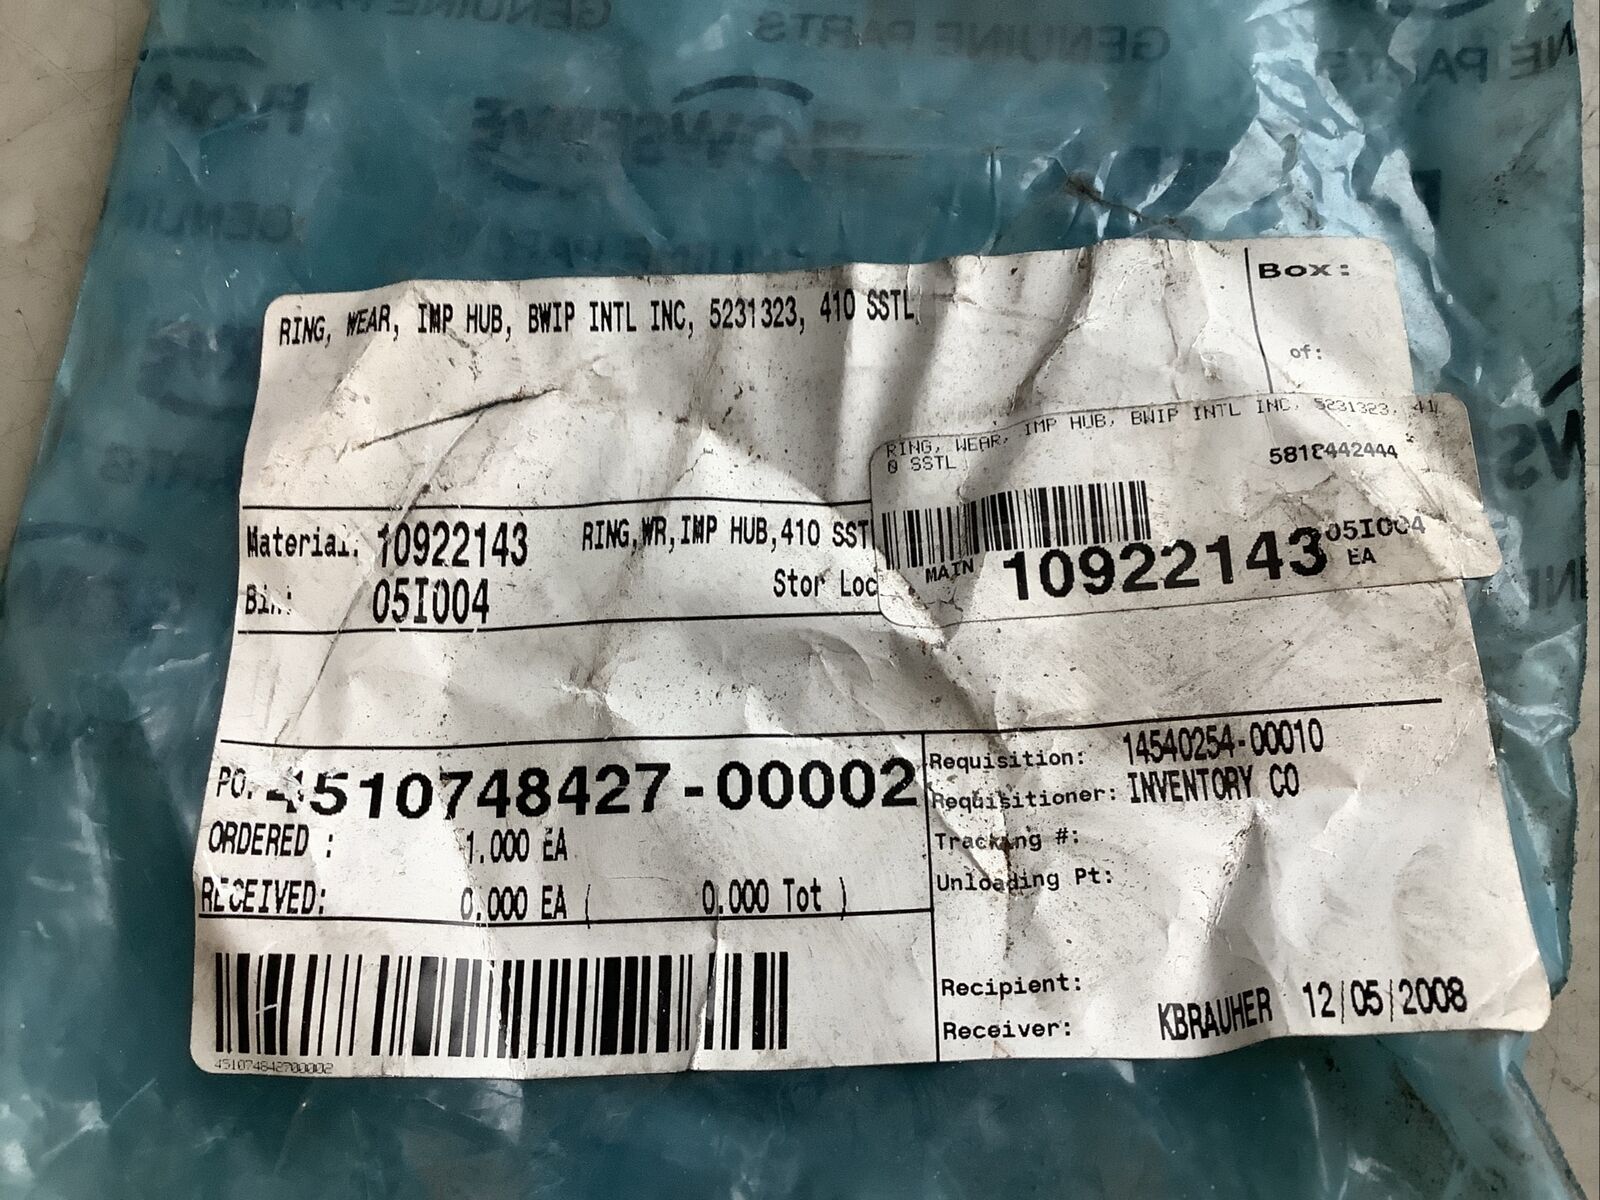 GENUINE PARTS
GENUINE PARTS
FLOWSERVE
RING, WEAR, IMP HUB, BWIP INTL INC, 5231323, 410 SSTL
Box:
of:
RING, WEAR, IMP HUB, BWIP INTL INC, 5231323, 41
0 SSTL
Material: 10922143 RING,WR,IMP HUB,410 SST
MAIN 10922143 05I004
EA
Bin: 05I004 Stor Loc
PO. 4510748427-00002
ORDERED : 1.000 EA
RECEIVED: 0.000 EA ( 0.000 Tot )
451074842700002
Requisition: 14540254-00010
Requisitioner: INVENTORY CO
Tracking #:
Unloading Pt:
Recipient:
Receiver: KBRAUHER 12/05/2008